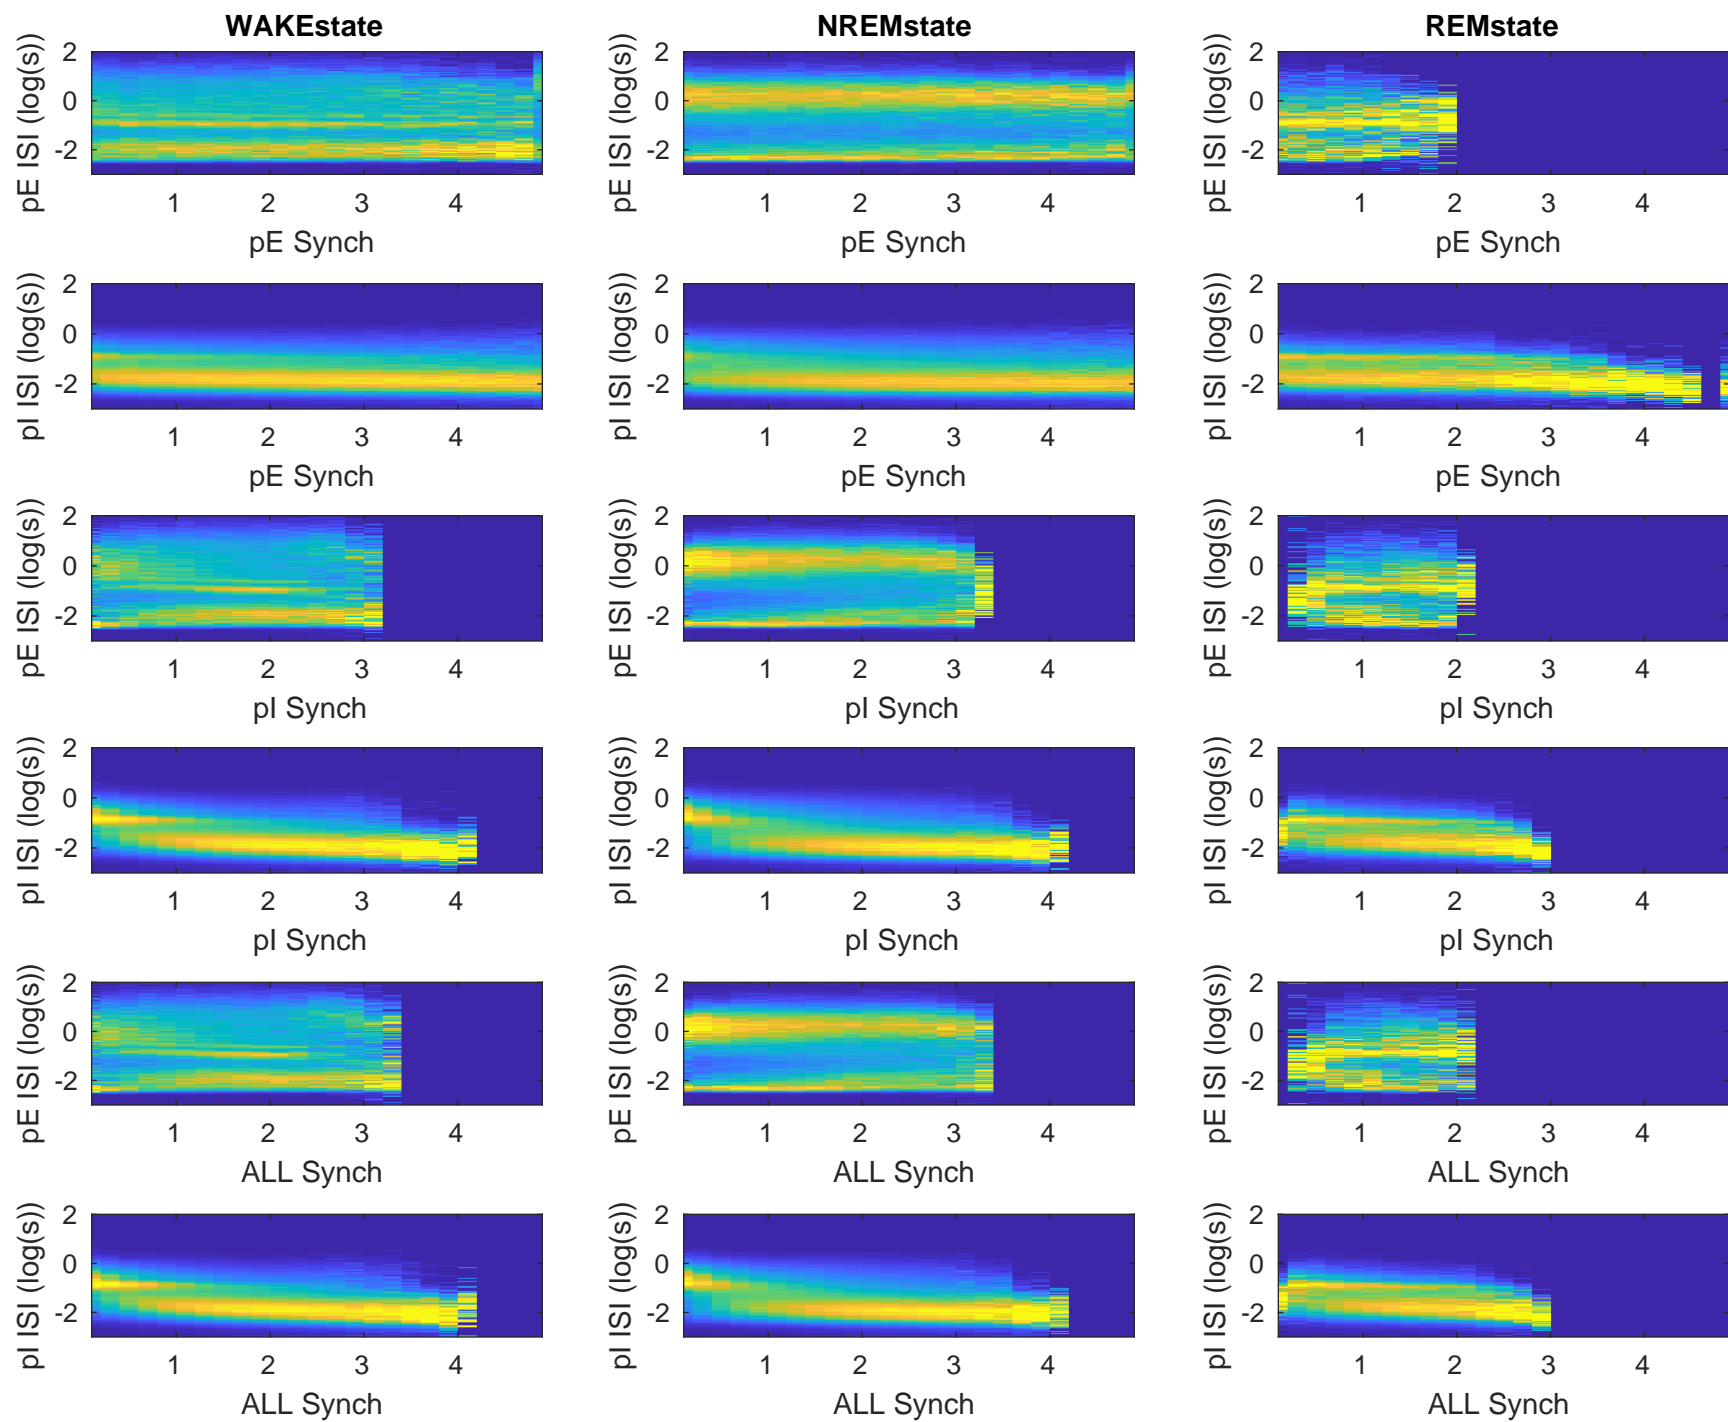 WAKEstate NREMstate REMstate
2 2 2
pE ISI (log(s)) pE ISI (log(s)) pE ISI (log(s))
0 0 0
-2 -2 -2
1 2 3 4 1 2 3 4 1 2 3 4
pE Synch pE Synch pE Synch
2 2 2
pI ISI (log(s)) pI ISI (log(s)) pI ISI (log(s))
0 0 0
-2 -2 -2
1 2 3 4 1 2 3 4 1 2 3 4
pE Synch pE Synch pE Synch
2 2 2
pE ISI (log(s)) pE ISI (log(s)) pE ISI (log(s))
0 0 0
-2 -2 -2
1 2 3 4 1 2 3 4 1 2 3 4
pI Synch pI Synch pI Synch
2 2 2
pI ISI (log(s)) pI ISI (log(s)) pI ISI (log(s))
0 0 0
-2 -2 -2
1 2 3 4 1 2 3 4 1 2 3 4
pI Synch pI Synch pI Synch
2 2 2
pE ISI (log(s)) pE ISI (log(s)) pE ISI (log(s))
0 0 0
-2 -2 -2
1 2 3 4 1 2 3 4 1 2 3 4
ALL Synch ALL Synch ALL Synch
2 2 2
pI ISI (log(s)) pI ISI (log(s)) pI ISI (log(s))
0 0 0
-2 -2 -2
1 2 3 4 1 2 3 4 1 2 3 4
ALL Synch ALL Synch ALL Synch